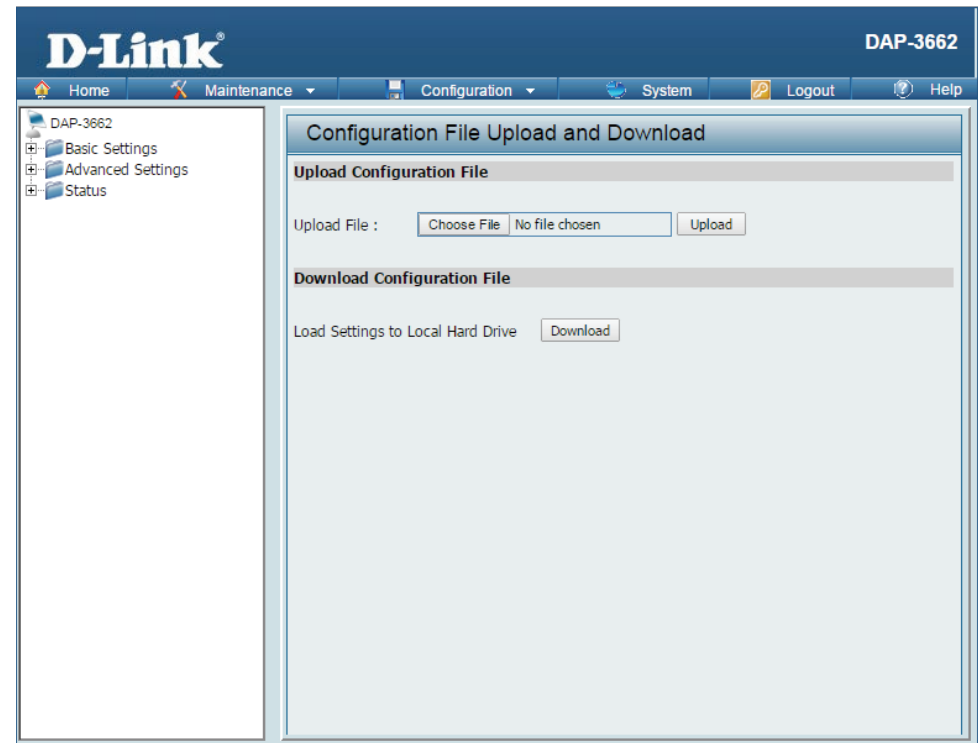 D-Link®
DAP-3662
Home Maintenance Configuration System Logout Help
DAP-3662
Basic Settings
Advanced Settings
Status
Configuration File Upload and Download
Upload Configuration File
Upload File : Choose File No file chosen Upload
Download Configuration File
Load Settings to Local Hard Drive Download